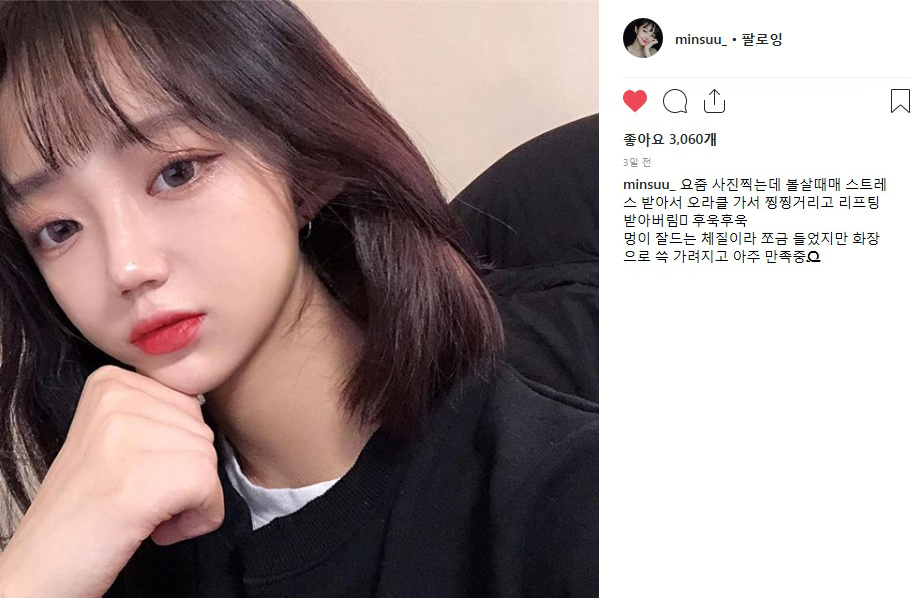 minsuu_ • 팔로잉
좋아요 3,060개
3일 전
minsuu_ 요줌 사진찍는데 볼살때매 스트레
스 받아서 오라클 가서 찡찡거리고 리프팅
받아버림 후욱후욱
멍이 잘드는 체질이라 쪼금 들었지만 화장
으로 쓱 가려지고 아주 만족중